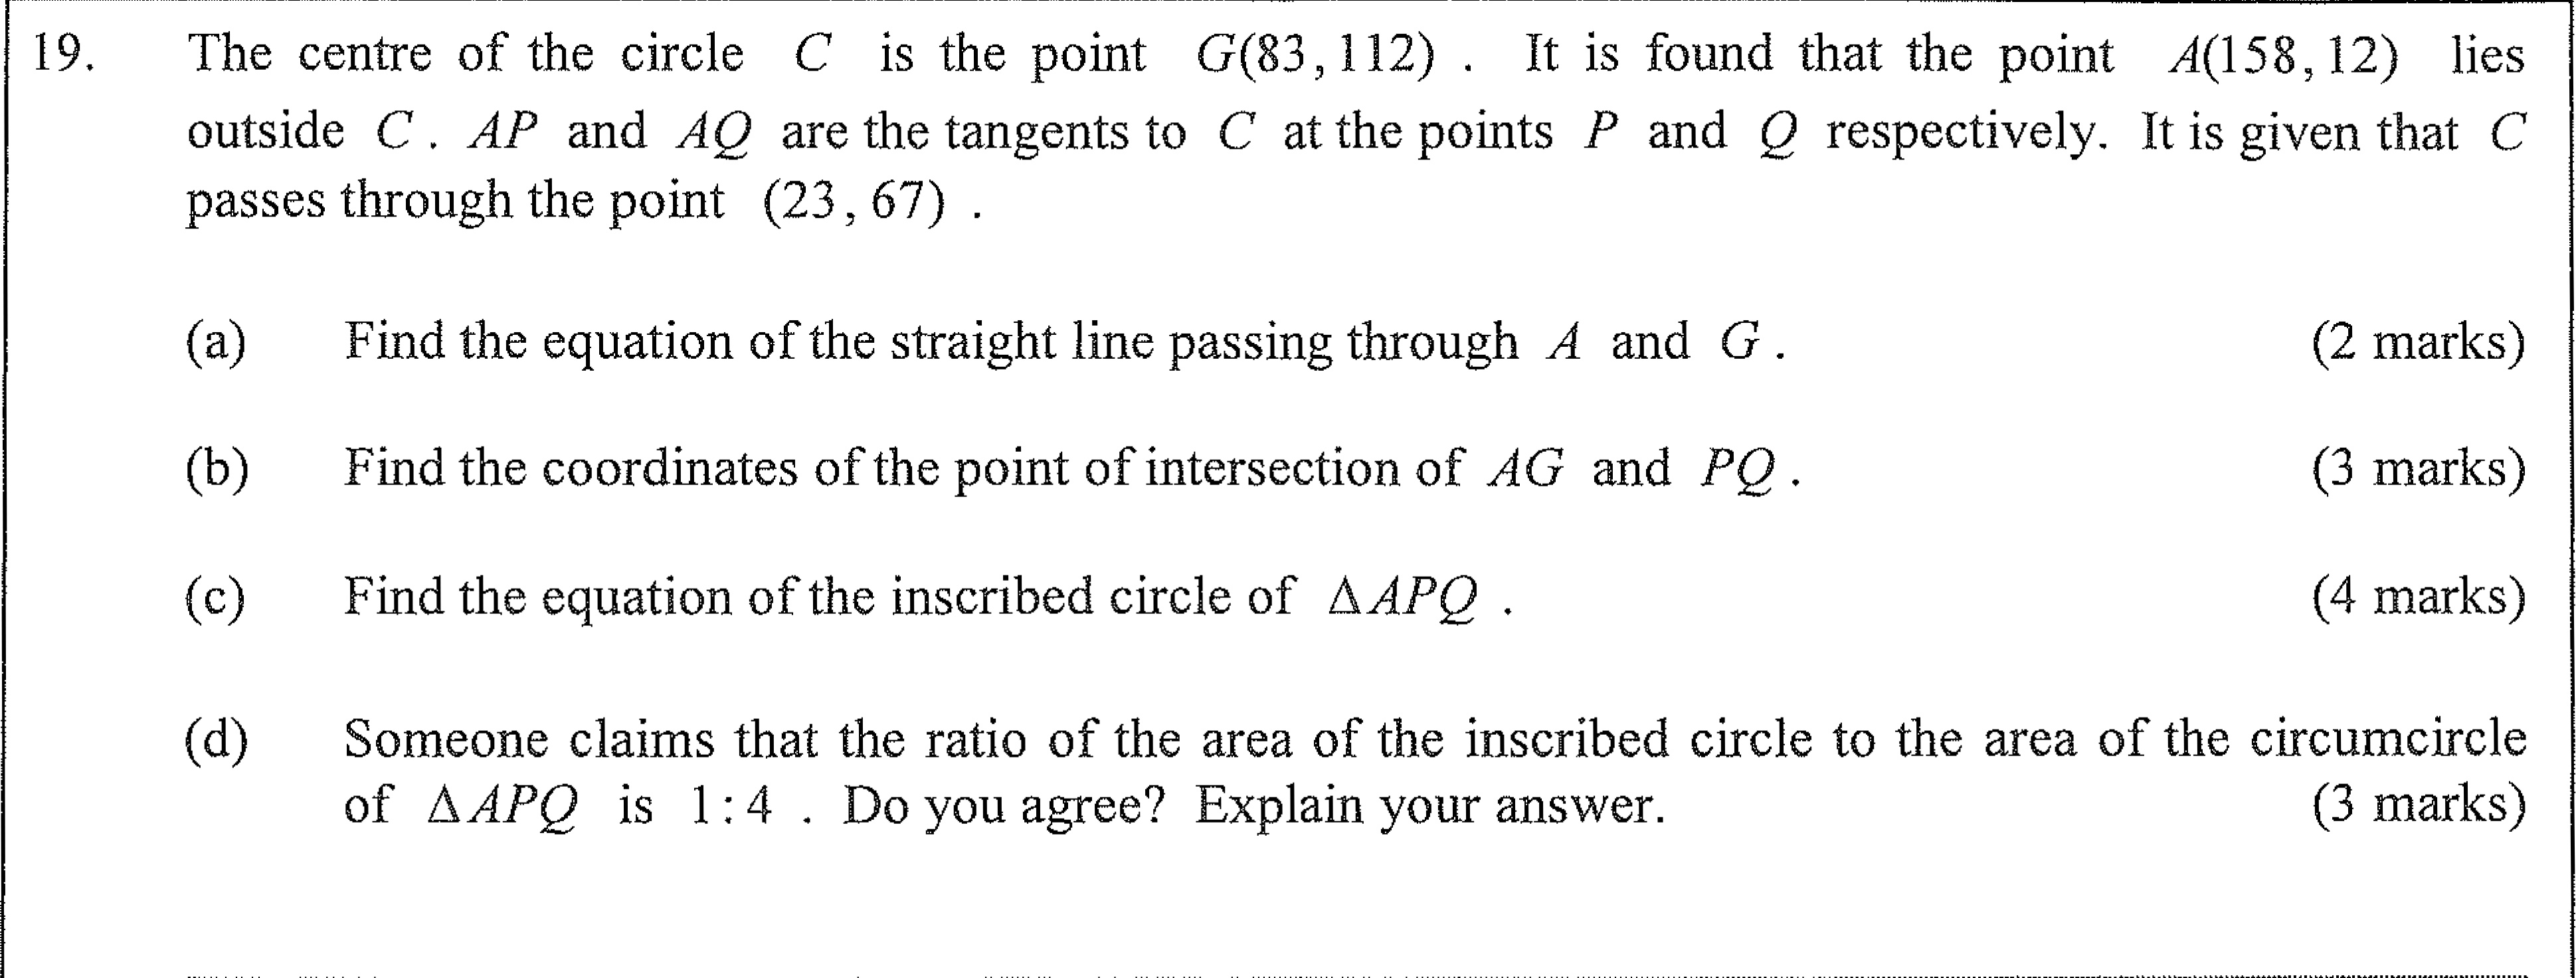 19. The centre of the circle C is the point G(83, 112) . It is found that the point A(158, 12) lies
outside C . AP and AQ are the tangents to C at the points P and Q respectively. It is given that C
passes through the point (23, 67) .
(a) Find the equation of the straight line passing through A and G . (2 marks)
(b) Find the coordinates of the point of intersection of AG and PQ . (3 marks)
(c) Find the equation of the inscribed circle of ΔAPQ . (4 marks)
(d) Someone claims that the ratio of the area of the inscribed circle to the area of the circumcircle
of ΔAPQ is 1 : 4 . Do you agree? Explain your answer. (3 marks)